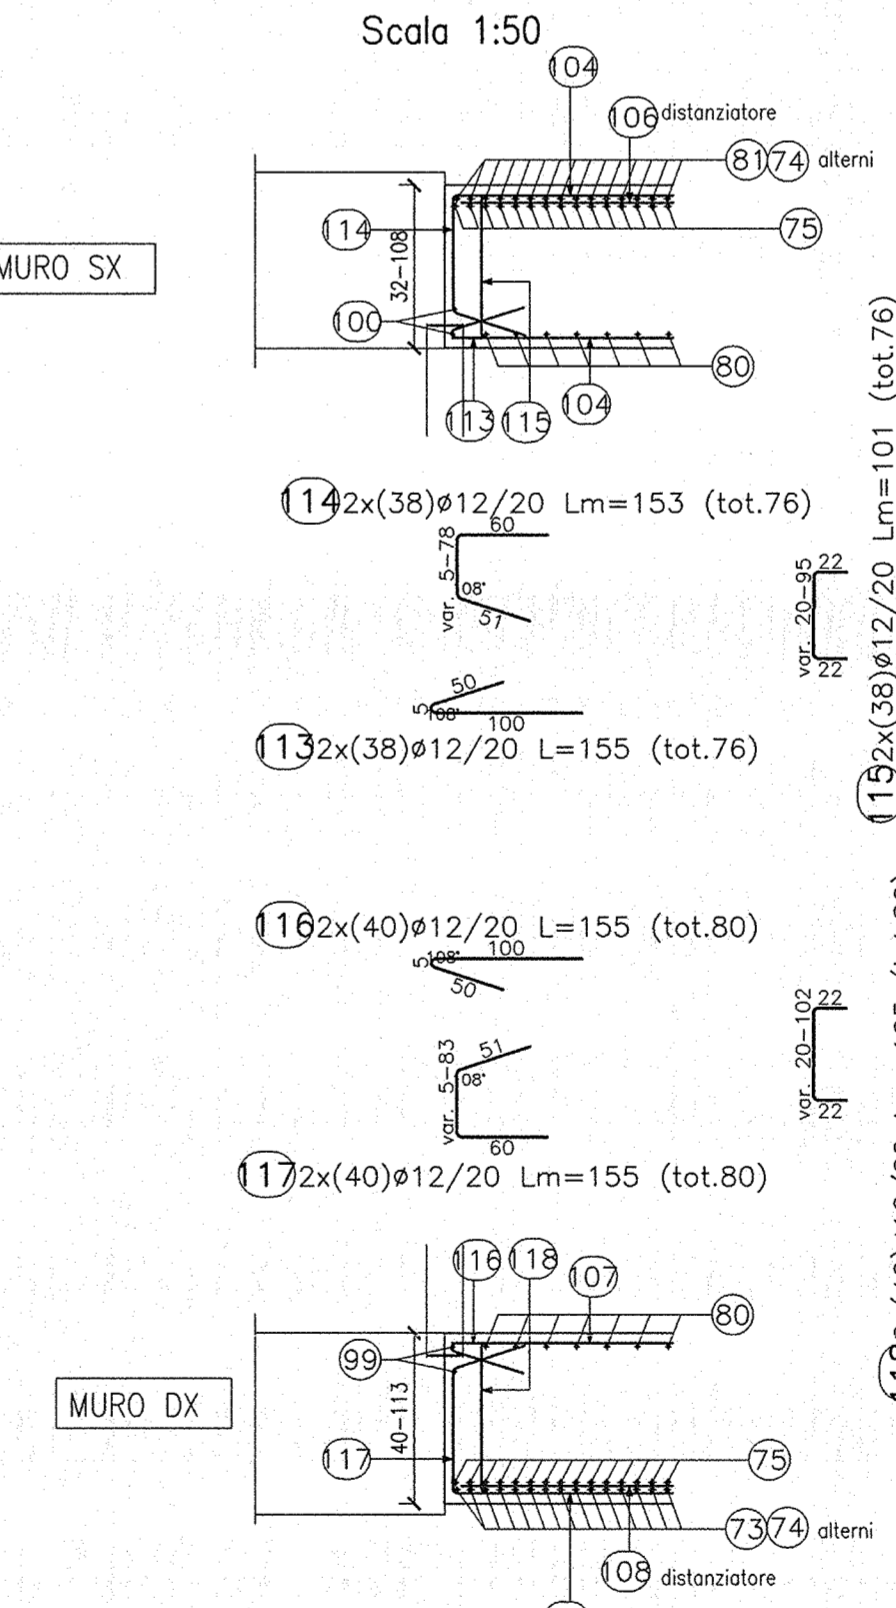 Scala 1:50
104
106 distanziatore
81 74 alterni
114
75
MURO SX
32-108
100
80
113
115
104
114 2x(38)ø12/20 Lm=153 (tot.76)
60
var. 5-78
08°
51
var. 20-95
22
22
115 2x(38)ø12/20 Lm=101 (tot.76)
50
5
108°
100
113 2x(38)ø12/20 L=155 (tot.76)
116 2x(40)ø12/20 L=155 (tot.80)
100
5
108°
50
51
var. 5-83
08°
60
var. 20-102
22
22
117 2x(40)ø12/20 Lm=155 (tot.80)
116
118
107
80
99
MURO DX
40-113
117
75
73 74 alterni
108 distanziatore